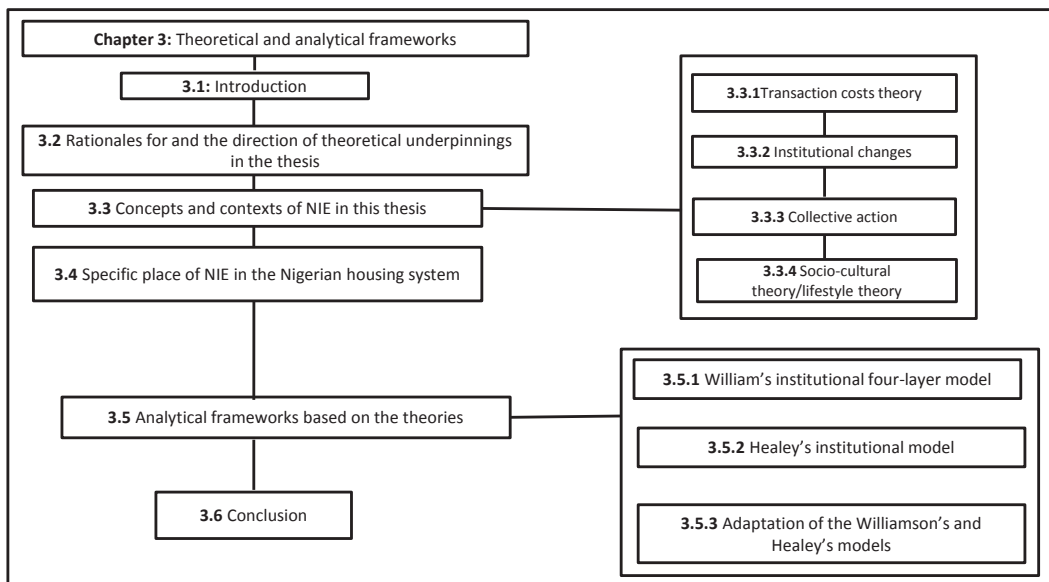 Chapter 3: Theoretical and analytical frameworks
3.1: Introduction
3.2 Rationales for and the direction of theoretical underpinnings
in the thesis
3.3 Concepts and contexts of NIE in this thesis
3.3.1Transaction costs theory
3.3.2 Institutional changes
3.3.3 Collective action
3.3.4 Socio-cultural
theory/lifestyle theory
3.4 Specific place of NIE in the Nigerian housing system
3.5 Analytical frameworks based on the theories
3.5.1 William’s institutional four-layer model
3.5.2 Healey’s institutional model
3.5.3 Adaptation of the Williamson’s and
Healey’s models
3.6 Conclusion